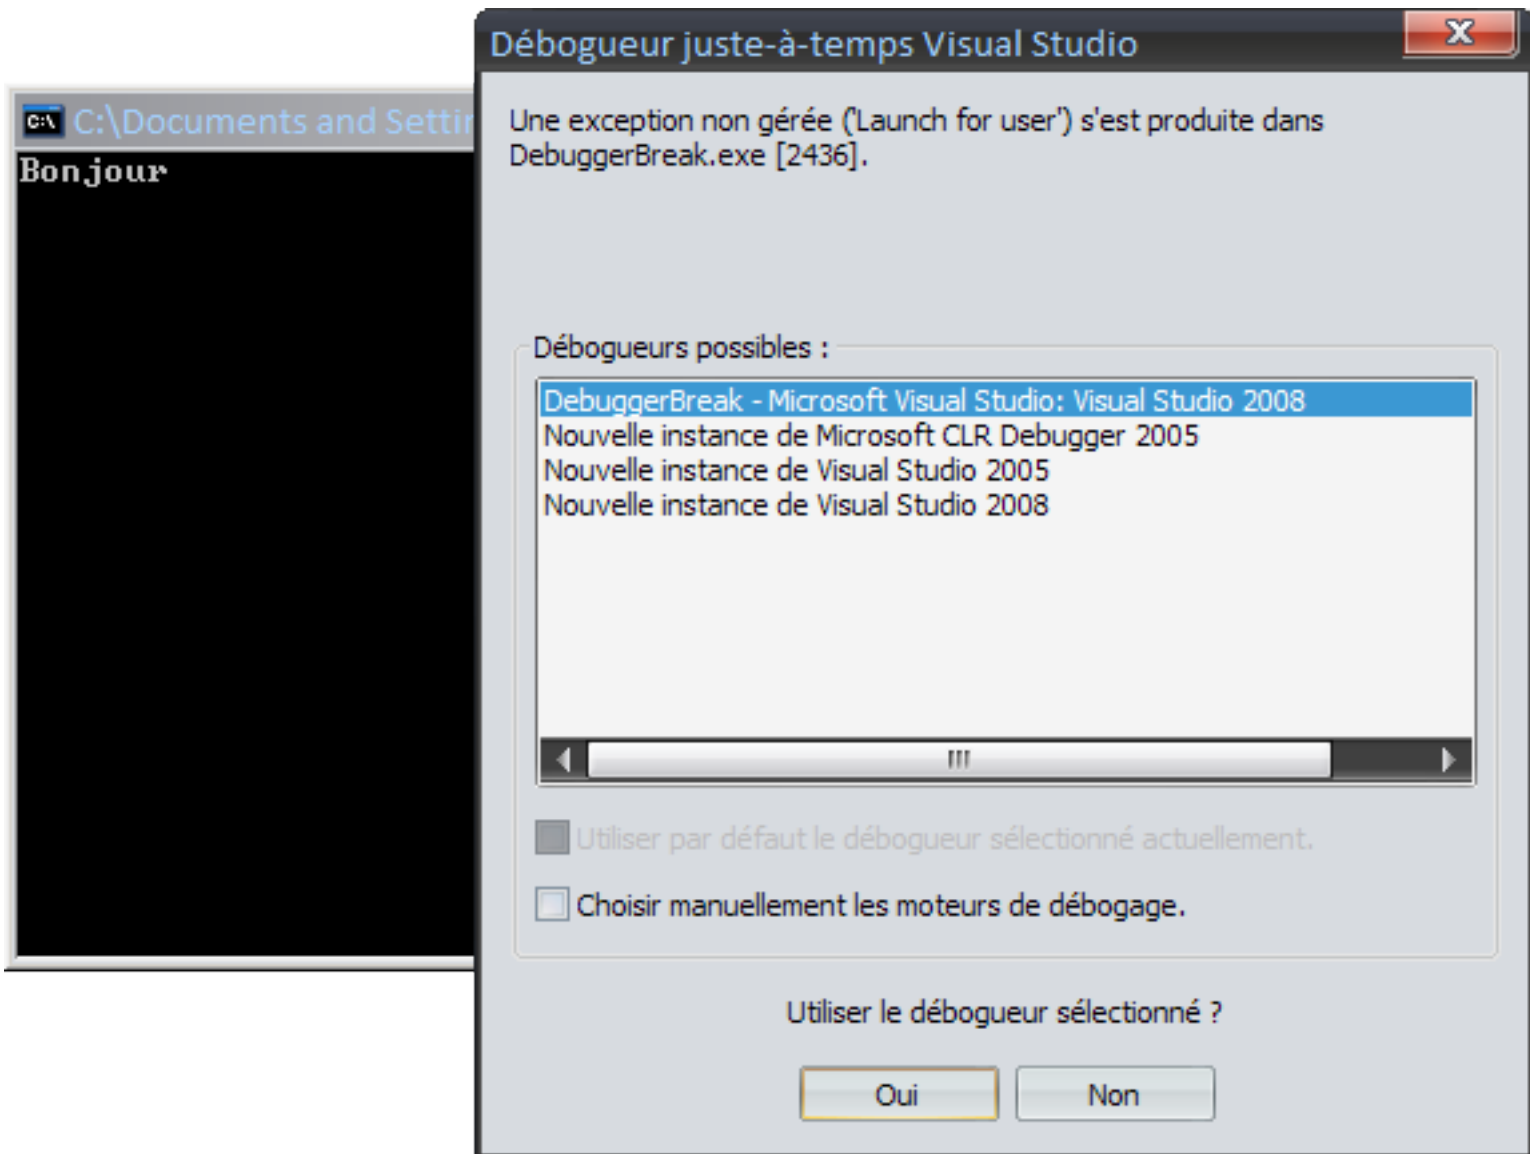 Débogueur juste-à-temps Visual Studio
C:\Documents and
Bonjour
Une exception non gérée ('Launch for user') s'est produite dans
DebuggerBreak.exe [2436].
Débogueurs possibles :
DebuggerBreak - Microsoft Visual Studio: Visual Studio 2008
Nouvelle instance de Microsoft CLR Debugger 2005
Nouvelle instance de Visual Studio 2005
Nouvelle instance de Visual Studio 2008
Utiliser par défaut le débogueur sélectionné actuellement.
Choisir manuellement les moteurs de débogage.
Utiliser le débogueur sélectionné ?
Oui Non